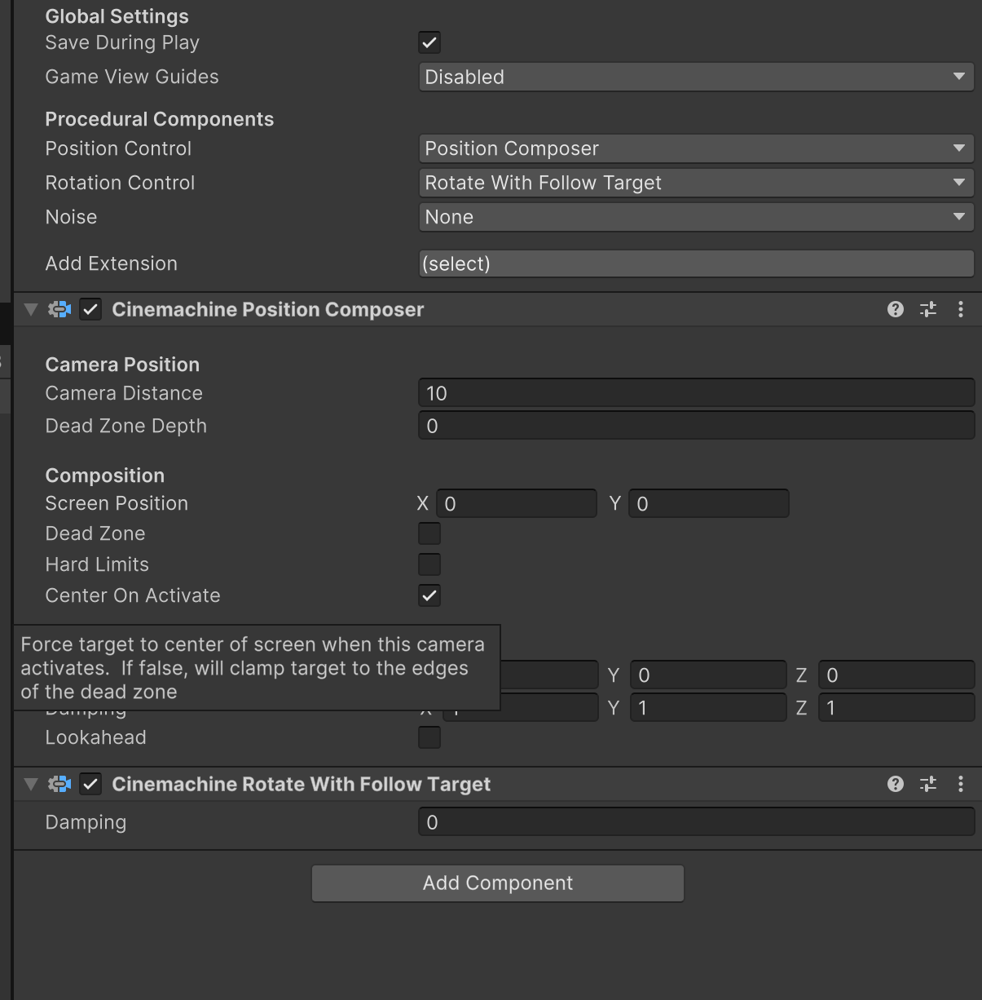 Global Settings
Save During Play
Game View Guides Disabled
Procedural Components
Position Control Position Composer
Rotation Control Rotate With Follow Target
Noise None
Add Extension (select)
Cinemachine Position Composer
Camera Position
Camera Distance 10
Dead Zone Depth 0
Composition
Screen Position X 0 Y 0
Dead Zone
Hard Limits
Center On Activate
Force target to center of screen when this camera
activates.  If false, will clamp target to the edges
of the dead zone
Y 0 Z 0
Damping X 1 Y 1 Z 1
Lookahead
Cinemachine Rotate With Follow Target
Damping 0
Add Component